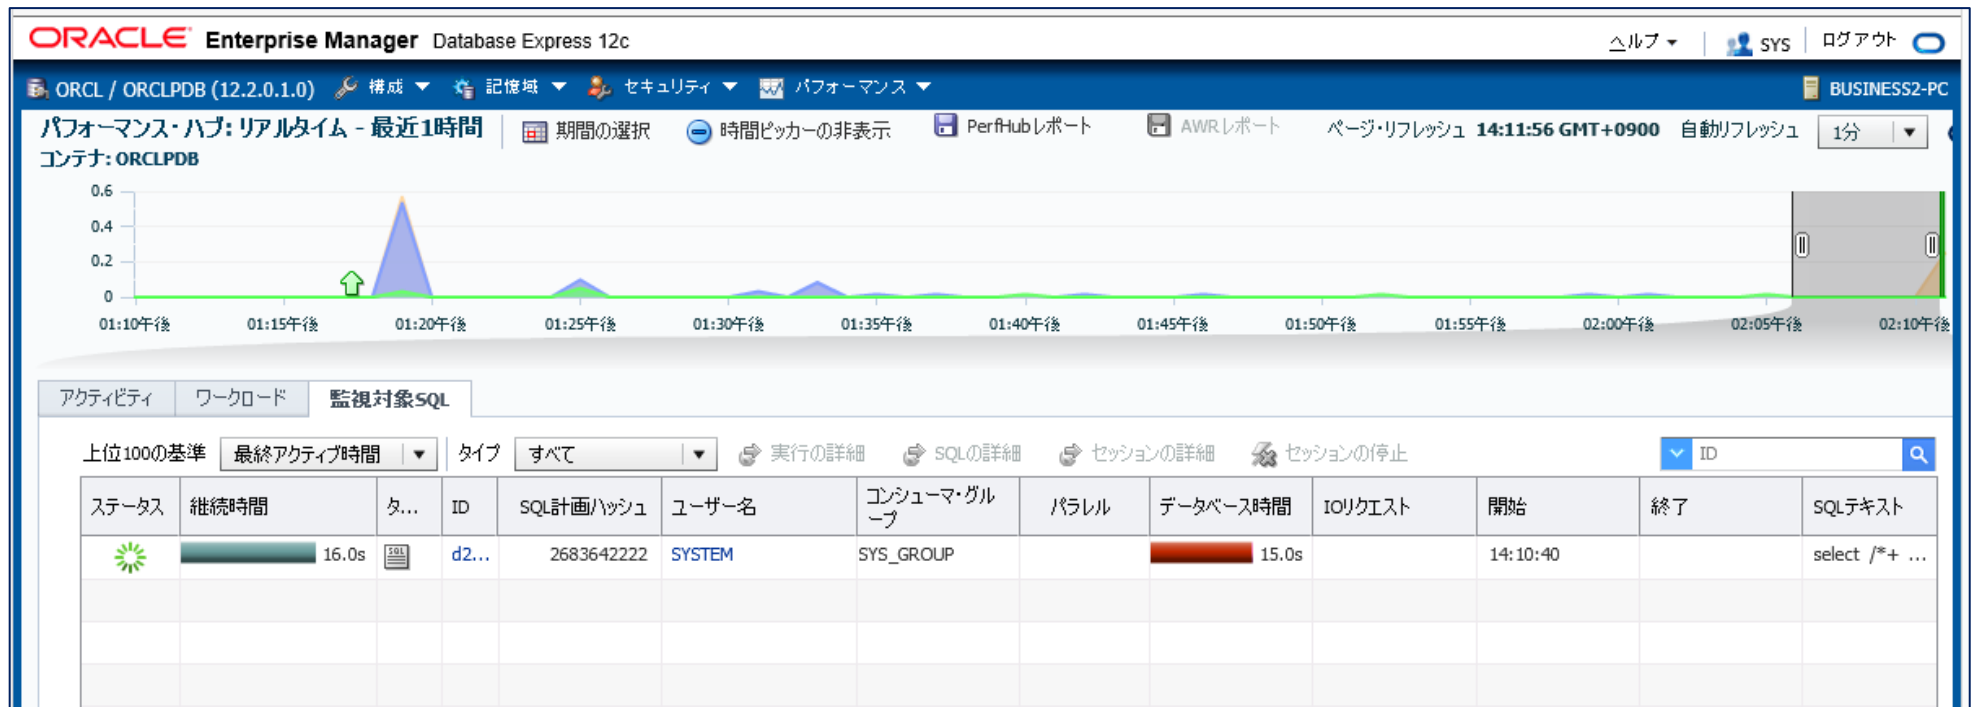 ORACLE Enterprise Manager Database Express 12c ヘルプ SYS ログアウト
ORCL / ORCLPDB (12.2.0.1.0) 構成 記憶域 セキュリティ パフォーマンス BUSINESS2-PC
パフォーマンス・ハブ: リアルタイム - 最近1時間 期間の選択 時間ピッカーの非表示 PerfHubレポート AWRレポート ページ・リフレッシュ 14:11:56 GMT+0900 自動リフレッシュ 1分
コンテナ: ORCLPDB
0.6
0.4
0.2
0
01:10午後 01:15午後 01:20午後 01:25午後 01:30午後 01:35午後 01:40午後 01:45午後 01:50午後 01:55午後 02:00午後 02:05午後 02:10午後
アクティビティ ワークロード 監視対象SQL
上位100の基準 最終アクティブ時間 タイプ すべて 実行の詳細 SQLの詳細 セッションの詳細 セッションの停止 ID
ステータス 継続時間 タ... ID SQL計画ハッシュ ユーザー名 コンシューマ・グループ パラレル データベース時間 IOリクエスト 開始 終了 SQLテキスト
16.0s SQL d2... 2683642222 SYSTEM SYS_GROUP 15.0s 14:10:40 select /*+ ...